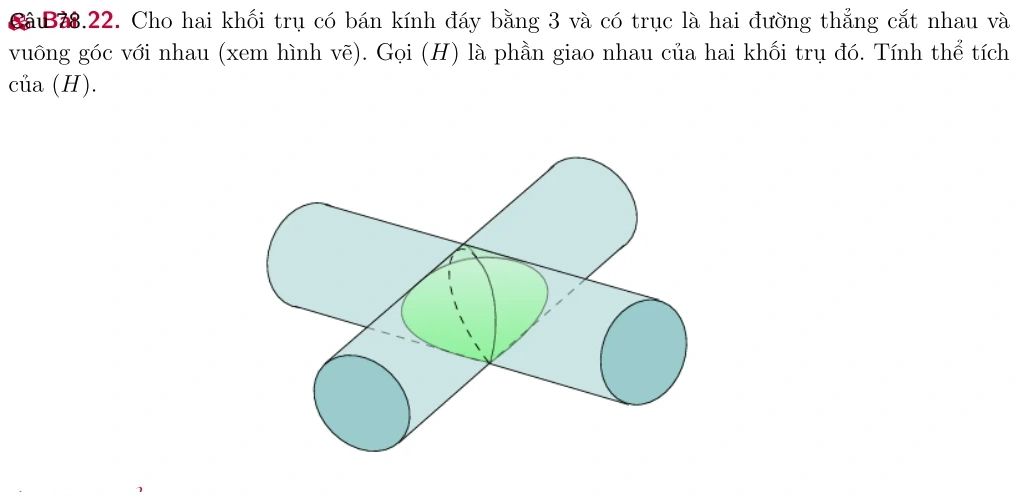 Câu 78.22. Cho hai khối trụ có bán kính đáy bằng 3 và có trục là hai đường thẳng cắt nhau và
vuông góc với nhau (xem hình vẽ). Gọi (H) là phần giao nhau của hai khối trụ đó. Tính thể tích
của (H).